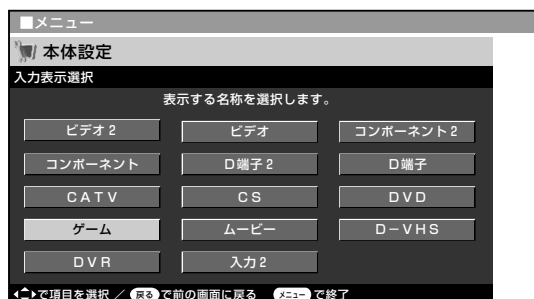 ■メニュー
本体設定
入力表示選択
表示する名称を選択します。
ビデオ2 ビデオ コンポーネント2
コンポーネント D端子2 D端子
CATV CS DVD
ゲーム ムービー D-VHS
DVR 入力2
で項目を選択 / 戻る で前の画面に戻る メニュー で終了